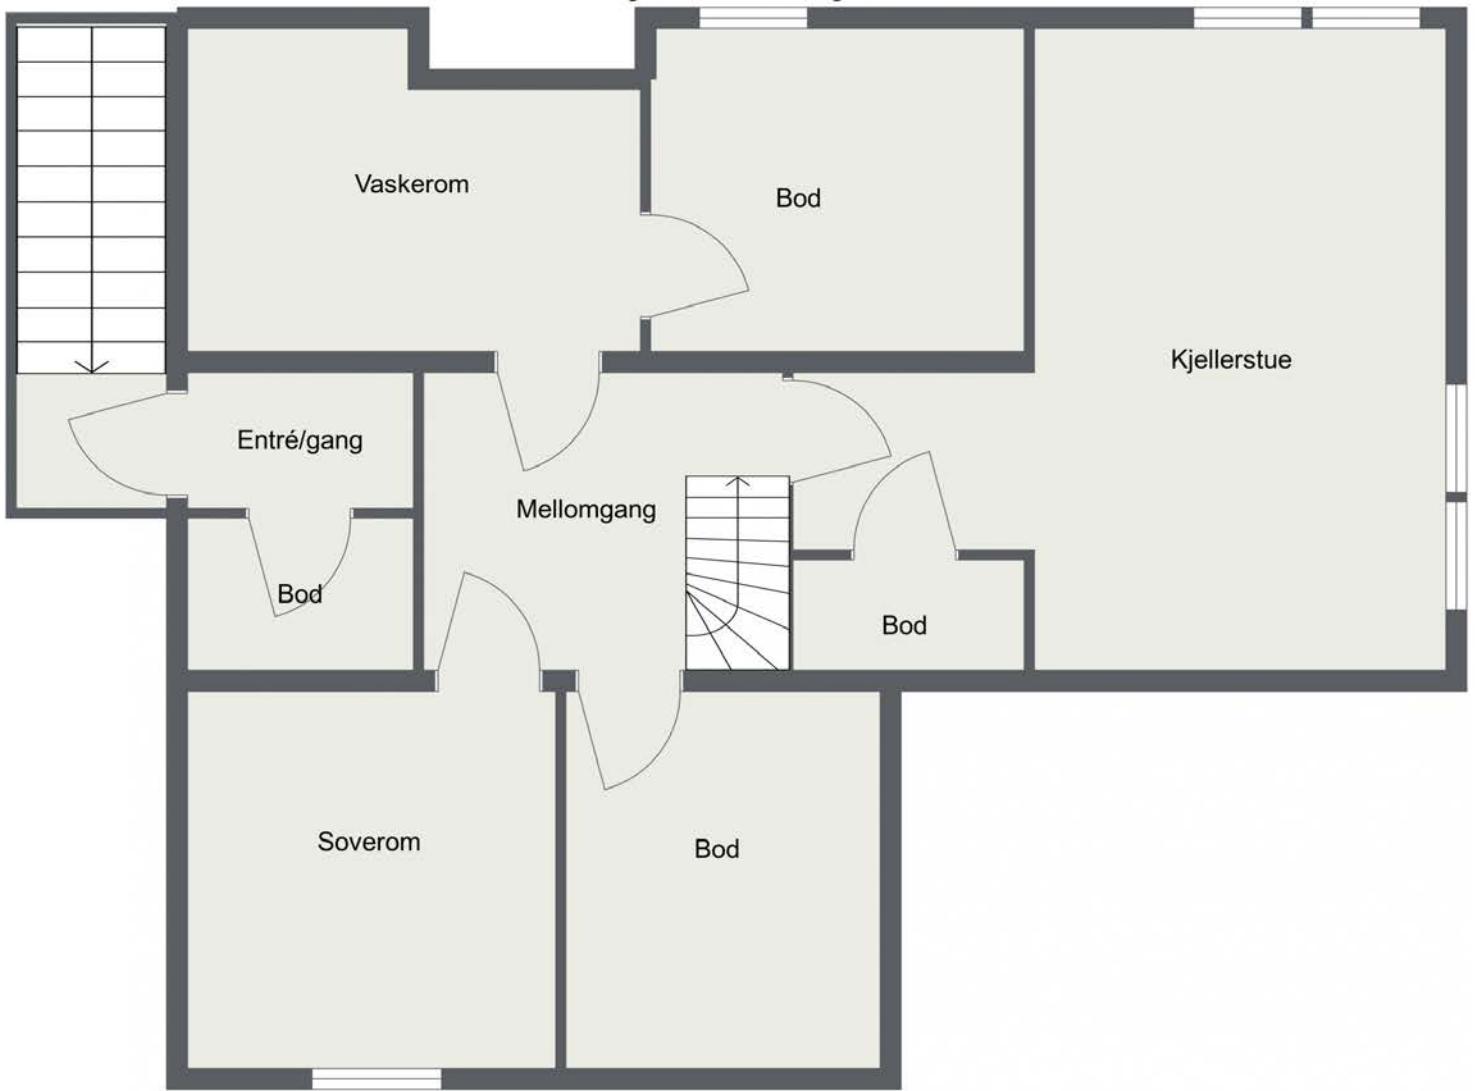 Vaskerom
Bod
Kjellerstue
Entré/gang
Mellomgang
Bod
Bod
Soverom
Bod